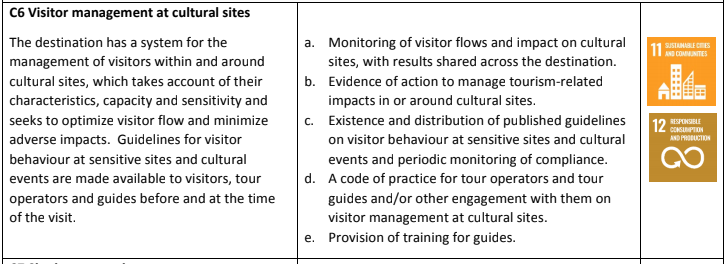 C6 Visitor management at cultural sites
The destination has a system for the
management of visitors within and around
cultural sites, which takes account of their
characteristics, capacity and sensitivity and
seeks to optimize visitor flow and minimize
adverse impacts. Guidelines for visitor
behaviour at sensitive sites and cultural
events are made available to visitors, tour
operators and guides before and at the time
of the visit.
a. Monitoring of visitor flows and impact on cultural
sites, with results shared across the destination.
b. Evidence of action to manage tourism-related
impacts in or around cultural sites.
c. Existence and distribution of published guidelines
on visitor behaviour at sensitive sites and cultural
events and periodic monitoring of compliance.
d. A code of practice for tour operators and tour
guides and/or other engagement with them on
visitor management at cultural sites.
e. Provision of training for guides.
11 SUSTAINABLE CITIES
AND COMMUNITIES
12 RESPONSIBLE
CONSUMPTION
AND PRODUCTION